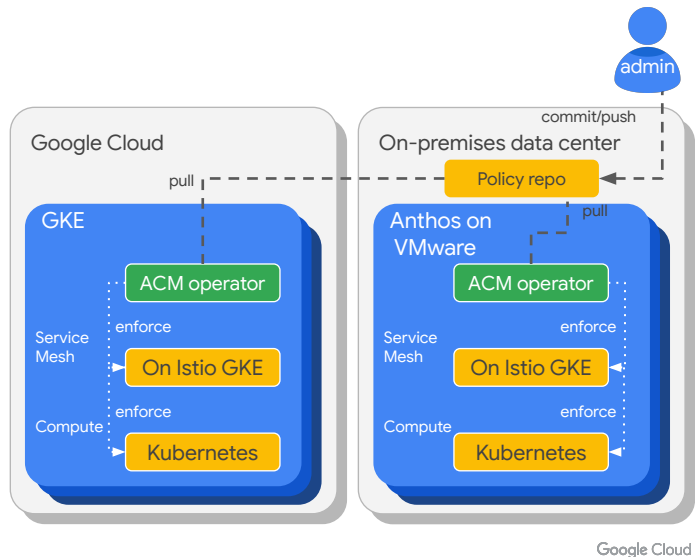 admin
commit/push
Google Cloud
On-premises data center
pull
Policy repo
pull
GKE
Anthos on
VMware
ACM operator
ACM operator
enforce
enforce
Service
Mesh
Service
Mesh
On Istio GKE
On Istio GKE
enforce
enforce
Compute
Compute
Kubernetes
Kubernetes
Google Cloud